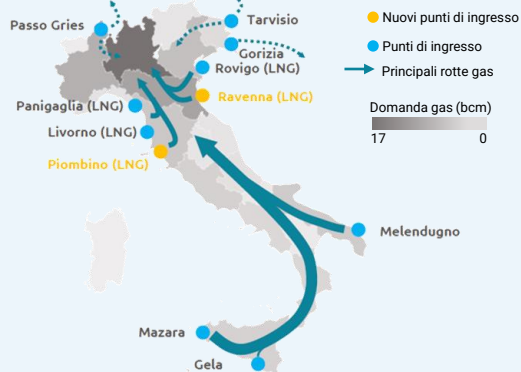 Passo Gries
Tarvisio
Gorizia
Rovigo (LNG)
Ravenna (LNG)
Panigaglia (LNG)
Livorno (LNG)
Piombino (LNG)
Melendugno
Mazara
Gela
Nuovi punti di ingresso
Punti di ingresso
Principali rotte gas
Domanda gas (bcm)
17 0